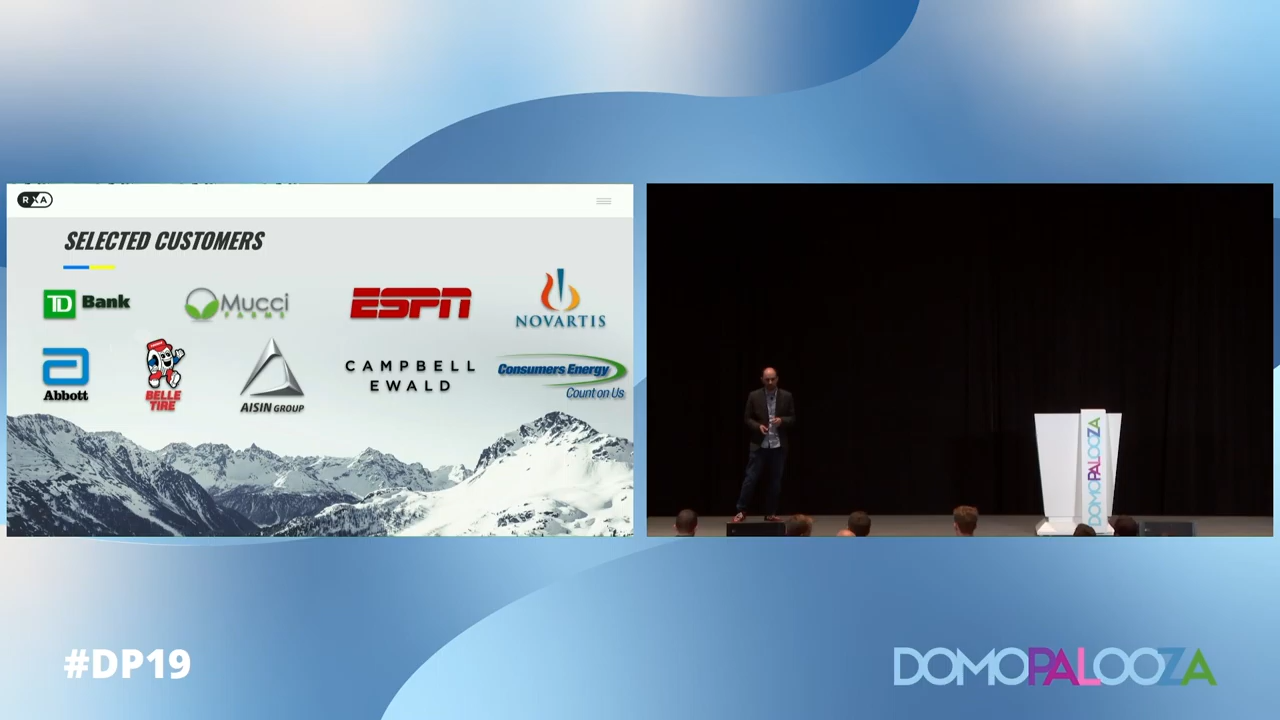 RXA
SELECTED CUSTOMERS
TD Bank
Mucci
FARMS
ESPN
NOVARTIS
Abbott
BELLE
TIRE
AISIN GROUP
CAMPBELL
EWALD
Consumers Energy
Count on Us
DOMOPALOOZA
#DP19
DOMOPALOOZA